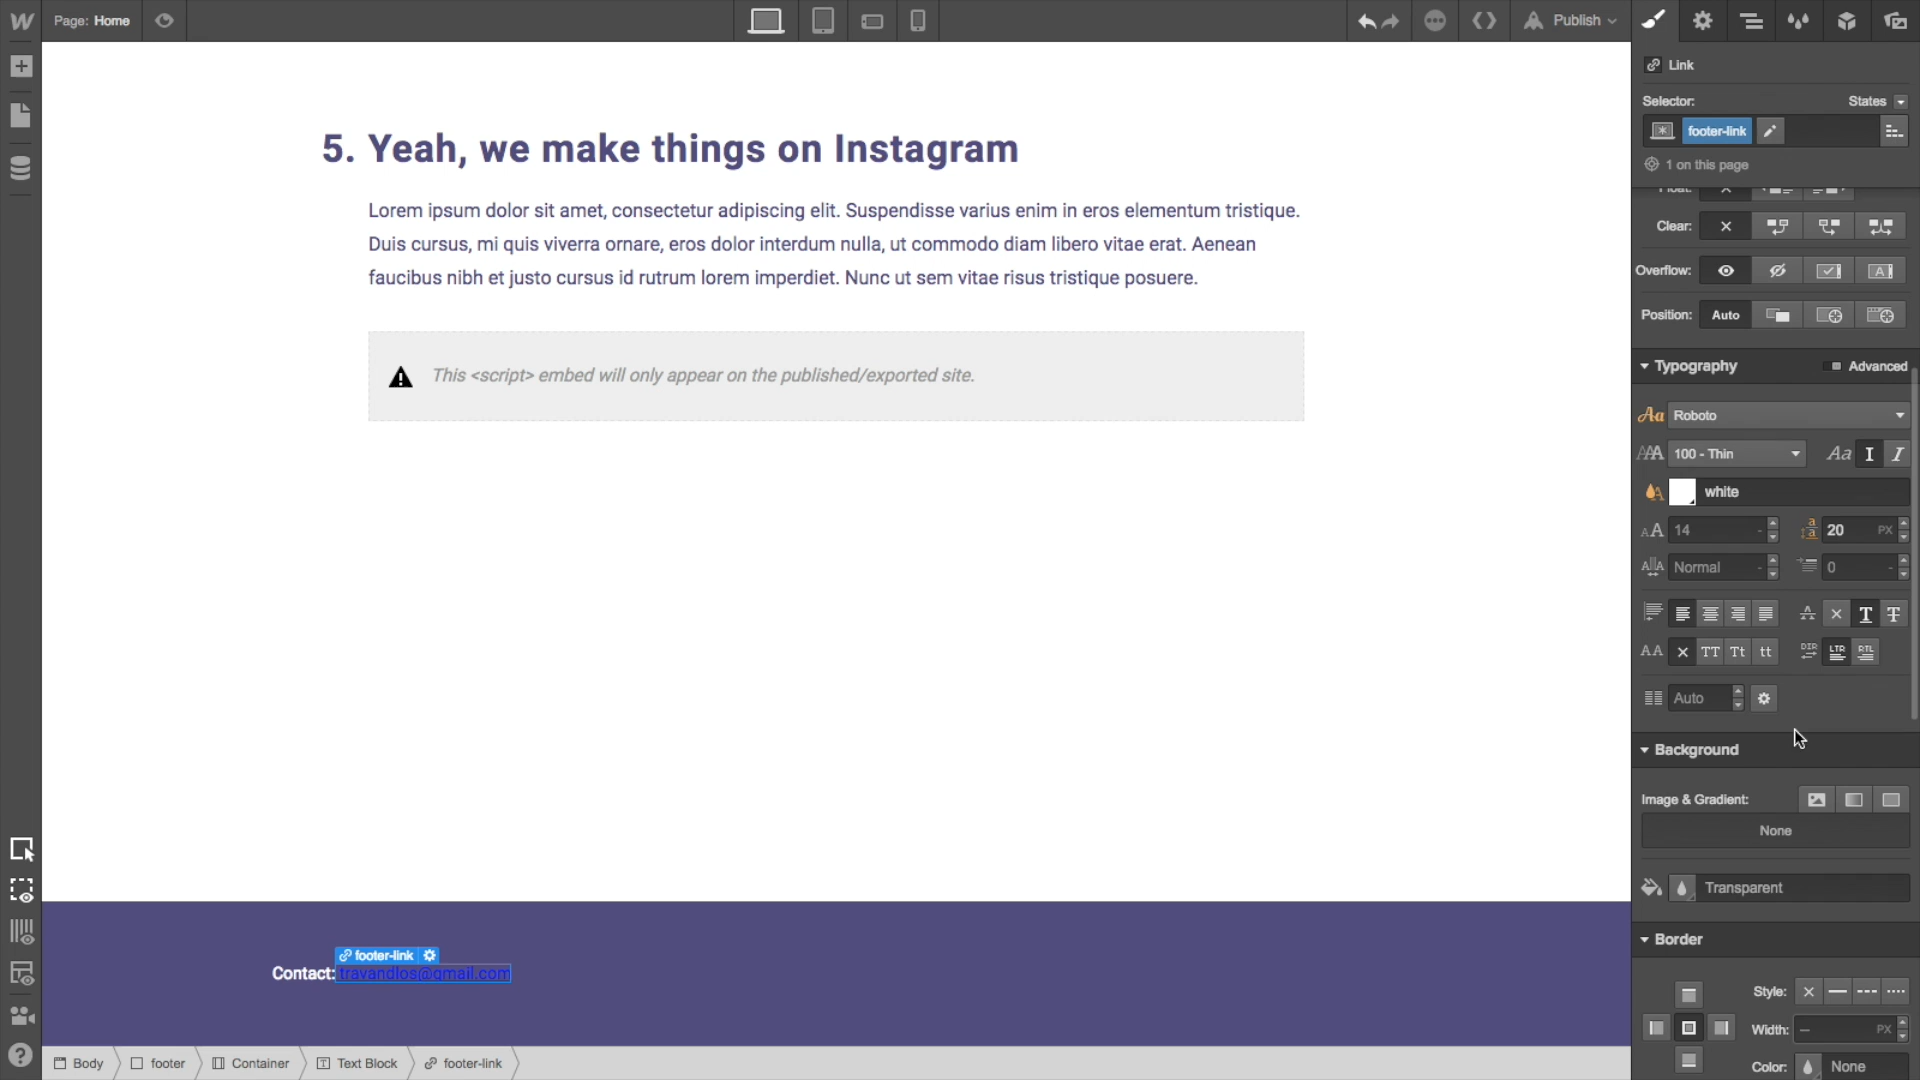 Page: Home
Publish
Link
Selector:
States
footer-link
1 on this page
Clear:
Overflow:
Position:
Auto
Typography
Advanced
Roboto
100 - Thin
white
14
-
20
PX
Normal
-
0
-
TT
Tt
tt
DIR
LTR
RTL
Auto
Background
Image & Gradient:
None
Transparent
Border
Style:
Width:
–
PX
Color:
None
5. Yeah, we make things on Instagram
Lorem ipsum dolor sit amet, consectetur adipiscing elit. Suspendisse varius enim in eros elementum tristique.
Duis cursus, mi quis viverra ornare, eros dolor interdum nulla, ut commodo diam libero vitae erat. Aenean
faucibus nibh et justo cursus id rutrum lorem imperdiet. Nunc ut sem vitae risus tristique posuere.
This <script> embed will only appear on the published/exported site.
footer-link
Contact: travandlos@gmail.com
Body
footer
Container
Text Block
footer-link